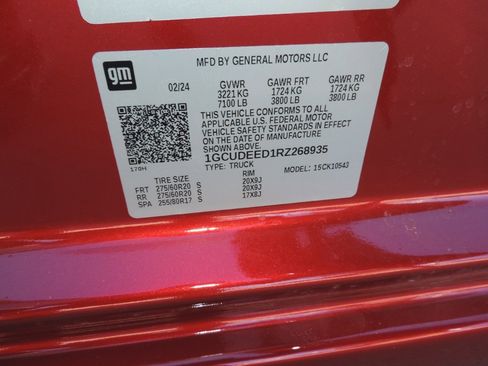 gm
MFD BY GENERAL MOTORS LLC
02/24 GVWR GAWR FRT GAWR RR
3221 KG 1724 KG 1724 KG
7100 LB 3800 LB 3800 LB
THIS VEHICLE CONFORMS TO ALL
APPLICABLE U.S. FEDERAL MOTOR
VEHICLE SAFETY STANDARDS IN EFFECT
ON THE DATE OF MANUFACTURE
SHOWN ABOVE.
1GCUDEED1RZ268935
170H TYPE: TRUCK MODEL: 15CK10543
TIRE SIZE RIM
FRT 275/60R20 S 20X9J
RR 275/60R20 S 20X9J
SPA 255/80R17 S 17X8J